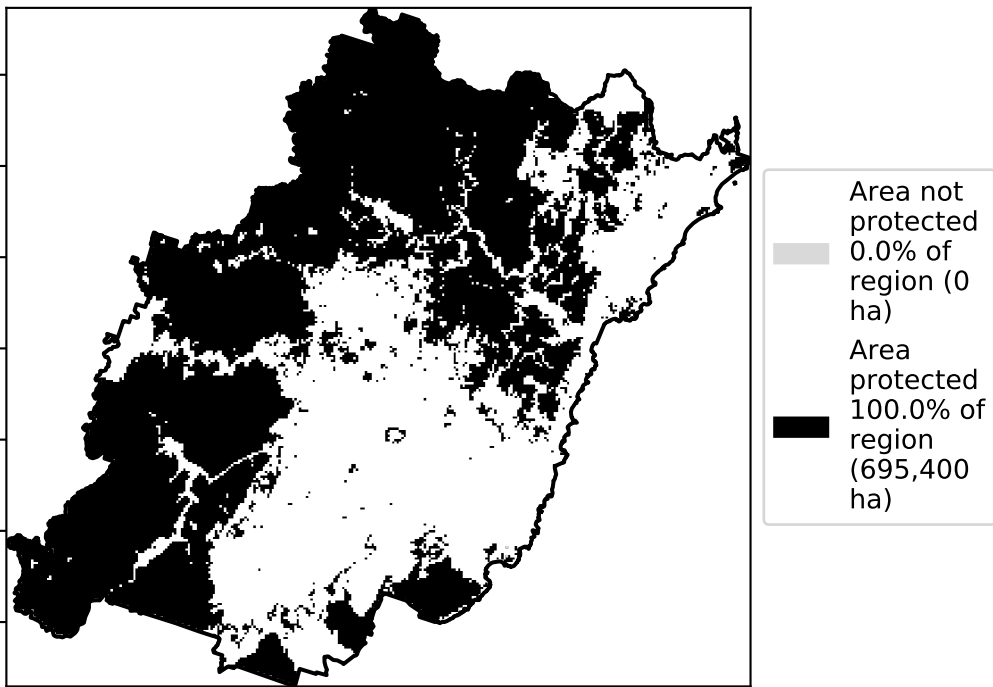 Area not
protected
0.0% of
region (0
ha)
Area
protected
100.0% of
region
(695,400
ha)